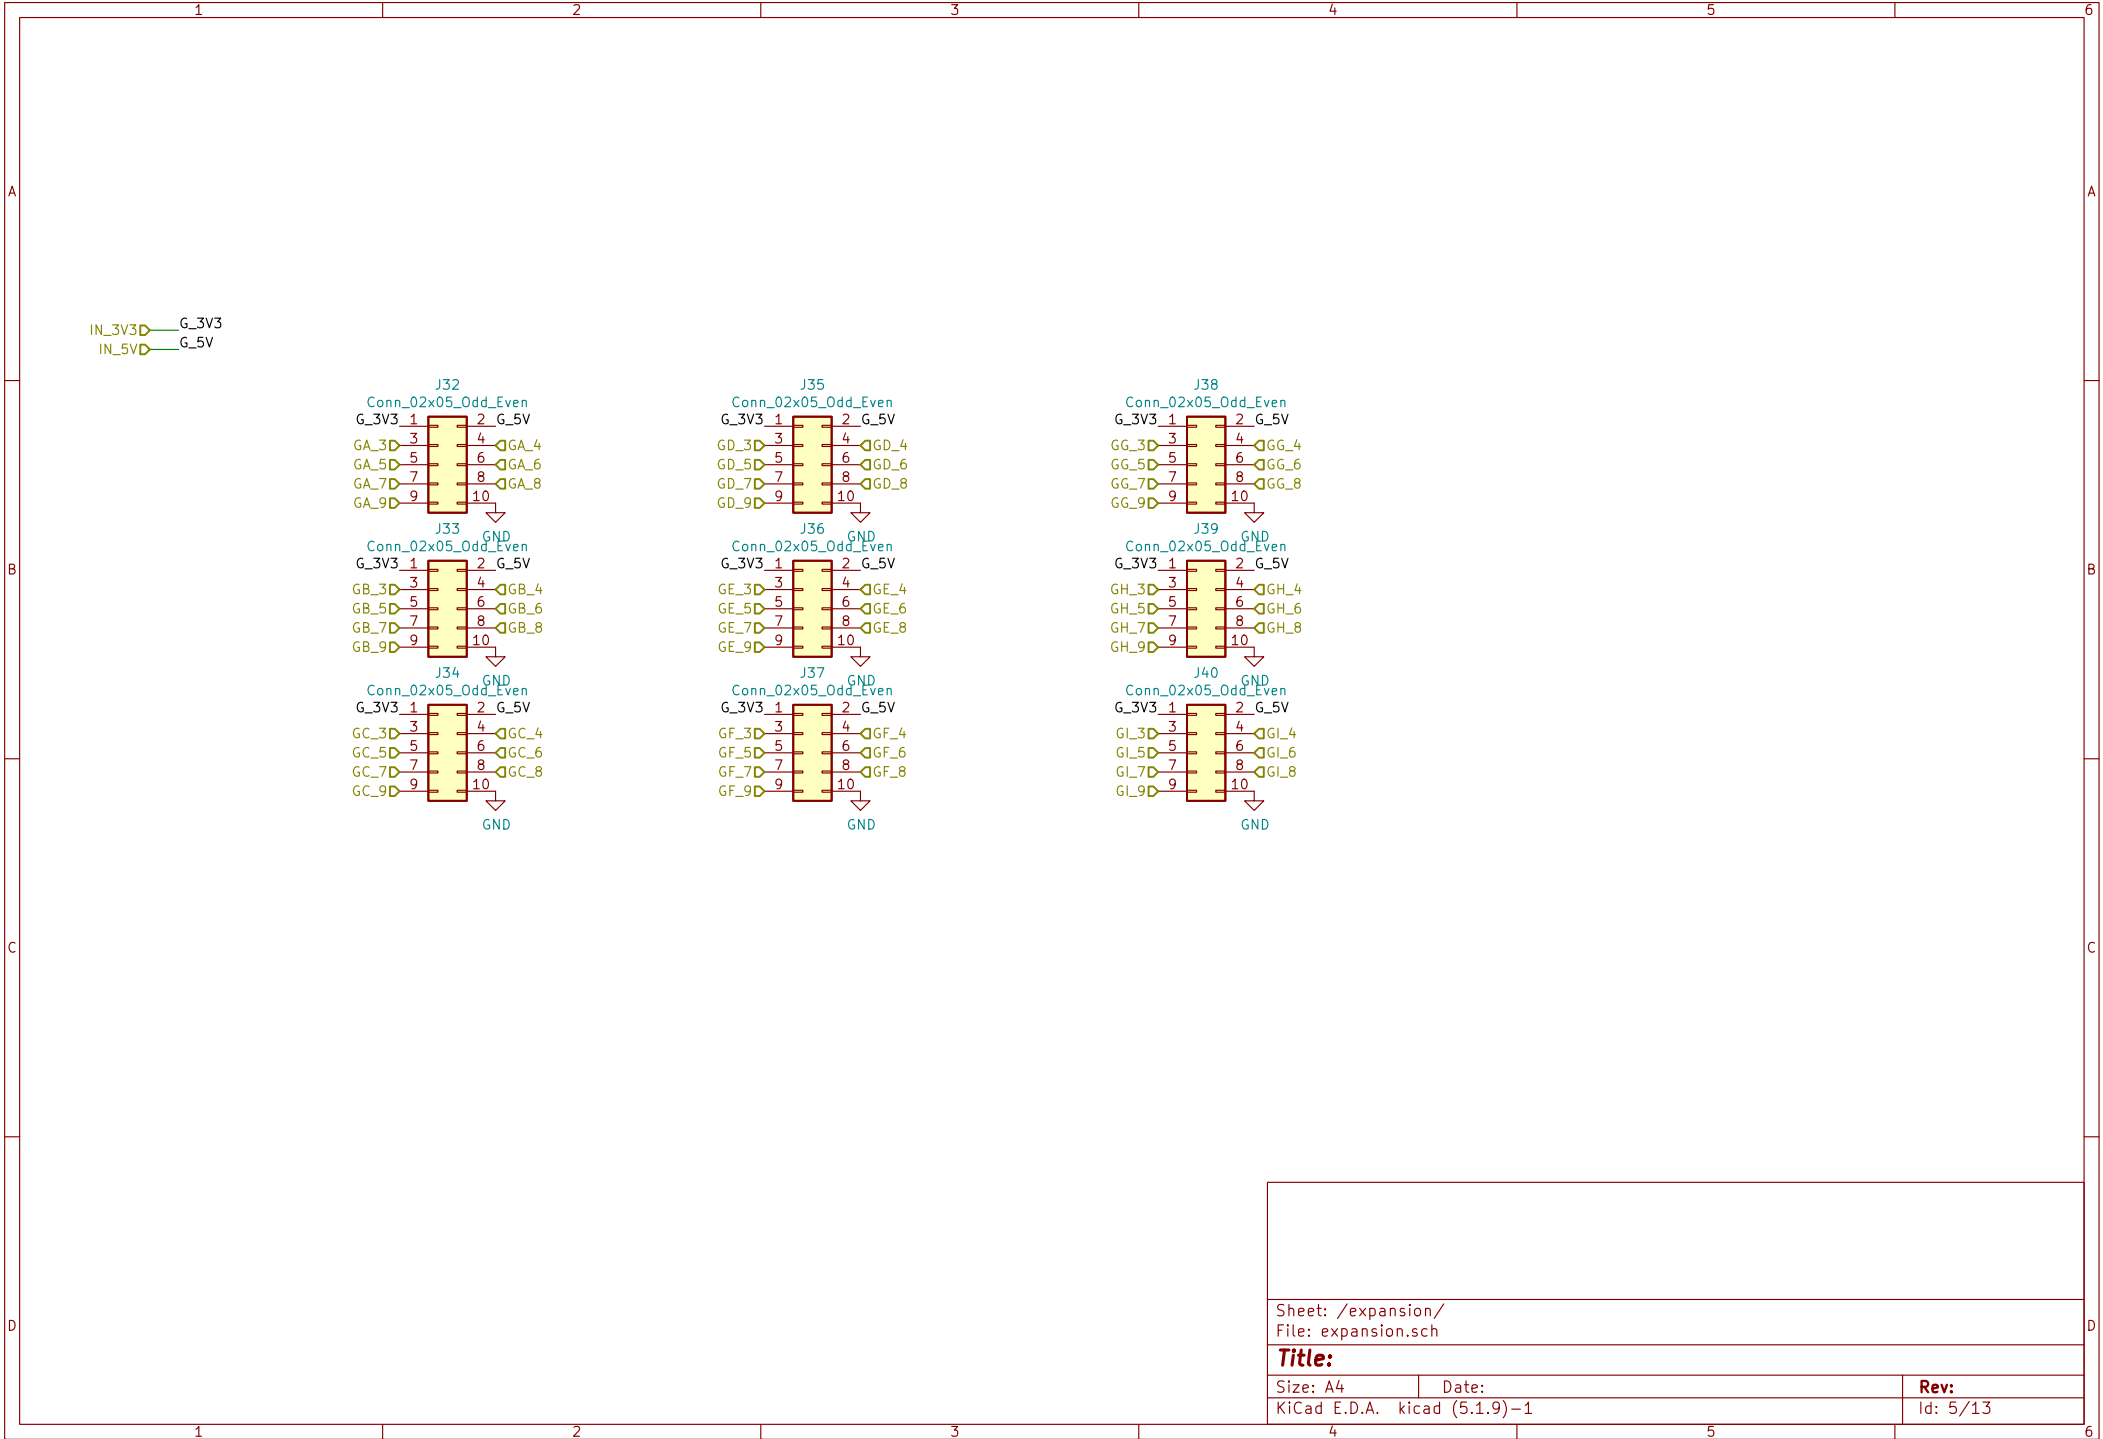 1 2 3 4 5 6
A A
IN_3V3 G_3V3
IN_5V G_5V
J32 J35 J38
Conn_02x05_Odd_Even Conn_02x05_Odd_Even Conn_02x05_Odd_Even
G_3V3 1 2 G_5V G_3V3 1 2 G_5V G_3V3 1 2 G_5V
GA_3 3 4 GA_4 GD_3 3 4 GD_4 GG_3 3 4 GG_4
GA_5 5 6 GA_6 GD_5 5 6 GD_6 GG_5 5 6 GG_6
GA_7 7 8 GA_8 GD_7 7 8 GD_8 GG_7 7 8 GG_8
GA_9 9 10 GD_9 9 10 GG_9 9 10
J33 GND J36 GND J39 GND
Conn_02x05_Odd_Even Conn_02x05_Odd_Even Conn_02x05_Odd_Even
B G_3V3 1 2 G_5V G_3V3 1 2 G_5V G_3V3 1 2 G_5V B
GB_3 3 4 GB_4 GE_3 3 4 GE_4 GH_3 3 4 GH_4
GB_5 5 6 GB_6 GE_5 5 6 GE_6 GH_5 5 6 GH_6
GB_7 7 8 GB_8 GE_7 7 8 GE_8 GH_7 7 8 GH_8
GB_9 9 10 GE_9 9 10 GH_9 9 10
J34 GND J37 GND J40 GND
Conn_02x05_Odd_Even Conn_02x05_Odd_Even Conn_02x05_Odd_Even
G_3V3 1 2 G_5V G_3V3 1 2 G_5V G_3V3 1 2 G_5V
GC_3 3 4 GC_4 GF_3 3 4 GF_4 GI_3 3 4 GI_4
GC_5 5 6 GC_6 GF_5 5 6 GF_6 GI_5 5 6 GI_6
GC_7 7 8 GC_8 GF_7 7 8 GF_8 GI_7 7 8 GI_8
GC_9 9 10 GF_9 9 10 GI_9 9 10
GND GND GND
C C
Sheet: /expansion/
D D
File: expansion.sch
Title:
Size: A4 Date: Rev:
KiCad E.D.A. kicad (5.1.9)-1 Id: 5/13
1 2 3 4 5 6